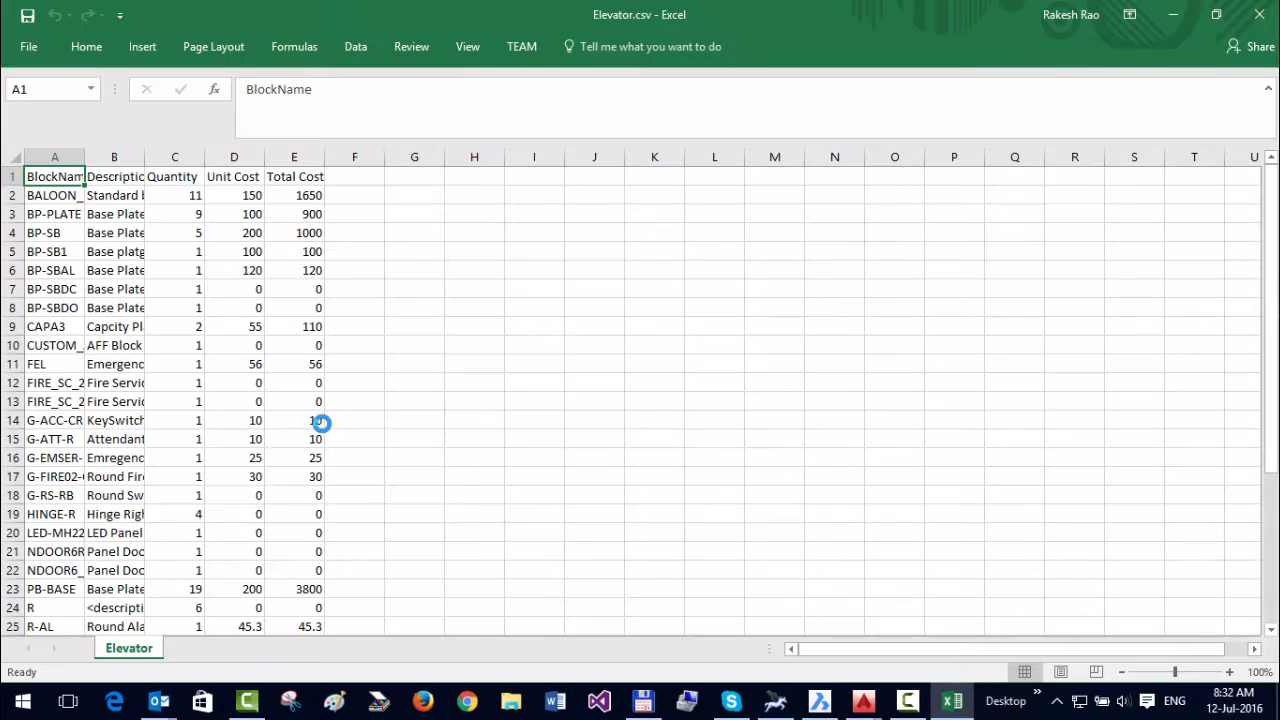 Elevator.csv - Excel
Rakesh Rao
File Home Insert Page Layout Formulas Data Review View TEAM Tell me what you want to do Share
A1 fx BlockName
A B C D E F G H I J K L M N O P Q R S T U
1 BlockNam Descriptic Quantity Unit Cost Total Cost
2 BALOON_ Standard b 11 150 1650
3 BP-PLATE Base Plate 9 100 900
4 BP-SB Base Plate 5 200 1000
5 BP-SB1 Base platg 1 100 100
6 BP-SBAL Base Plate 1 120 120
7 BP-SBDC Base Plate 1 0 0
8 BP-SBDO Base Plate 1 0 0
9 CAPA3 Capcity Pl 2 55 110
10 CUSTOM_ AFF Block 1 0 0
11 FEL Emergenc 1 56 56
12 FIRE_SC_2 Fire Servic 1 0 0
13 FIRE_SC_2 Fire Servic 1 0 0
14 G-ACC-CR KeySwitch 1 10 10
15 G-ATT-R Attendant 1 10 10
16 G-EMSER- Emregenc 1 25 25
17 G-FIRE02- Round Fire 1 30 30
18 G-RS-RB Round Sw 1 0 0
19 HINGE-R Hinge Righ 4 0 0
20 LED-MH22 LED Panel 1 0 0
21 NDOOR6R Panel Doo 1 0 0
22 NDOOR6_ Panel Doo 1 0 0
23 PB-BASE Base Plate 19 200 3800
24 R <descripti 6 0 0
25 R-AL Round Ala 1 45.3 45.3
Elevator
Ready 100%
Desktop ENG 8:32 AM
12-Jul-2016